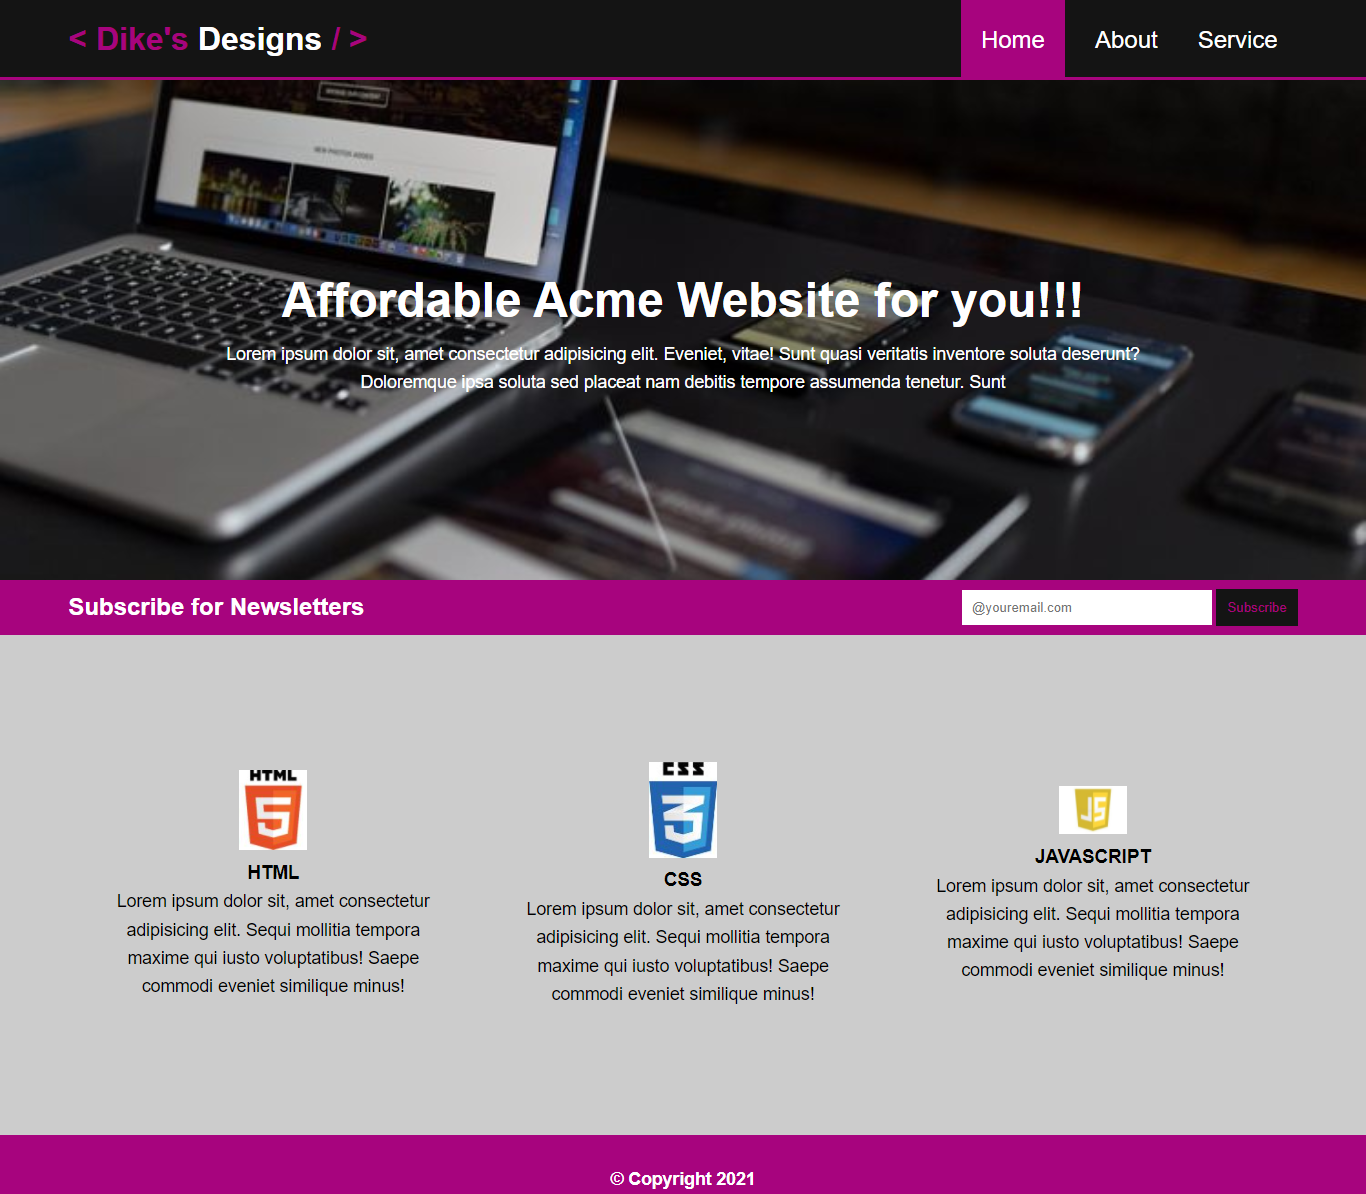 < Dike's Designs / >
Home About Service
NEW PHOTOS ADDED
Affordable Acme Website for you!!!
Lorem ipsum dolor sit, amet consectetur adipisicing elit. Eveniet, vitae! Sunt quasi veritatis inventore soluta deserunt?
Doloremque ipsa soluta sed placeat nam debitis tempore assumenda tenetur. Sunt
Subscribe for Newsletters
@youremail.com Subscribe
HTML
5
HTML
Lorem ipsum dolor sit, amet consectetur
adipisicing elit. Sequi mollitia tempora
maxime qui iusto voluptatibus! Saepe
commodi eveniet similique minus!
CSS
3
CSS
Lorem ipsum dolor sit, amet consectetur
adipisicing elit. Sequi mollitia tempora
maxime qui iusto voluptatibus! Saepe
commodi eveniet similique minus!
JS
JAVASCRIPT
Lorem ipsum dolor sit, amet consectetur
adipisicing elit. Sequi mollitia tempora
maxime qui iusto voluptatibus! Saepe
commodi eveniet similique minus!
© Copyright 2021